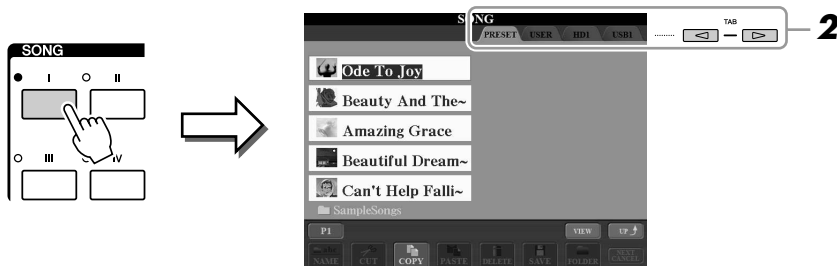 SONG
I II
III IV
SONG
PRESET USER HD1 USB1
TAB
2
Ode To Joy
Beauty And The~
Amazing Grace
Beautiful Dream~
Can't Help Falli~
SampleSongs
P1 VIEW UP
NAME CUT COPY PASTE DELETE SAVE FOLDER NEXT
CANCEL